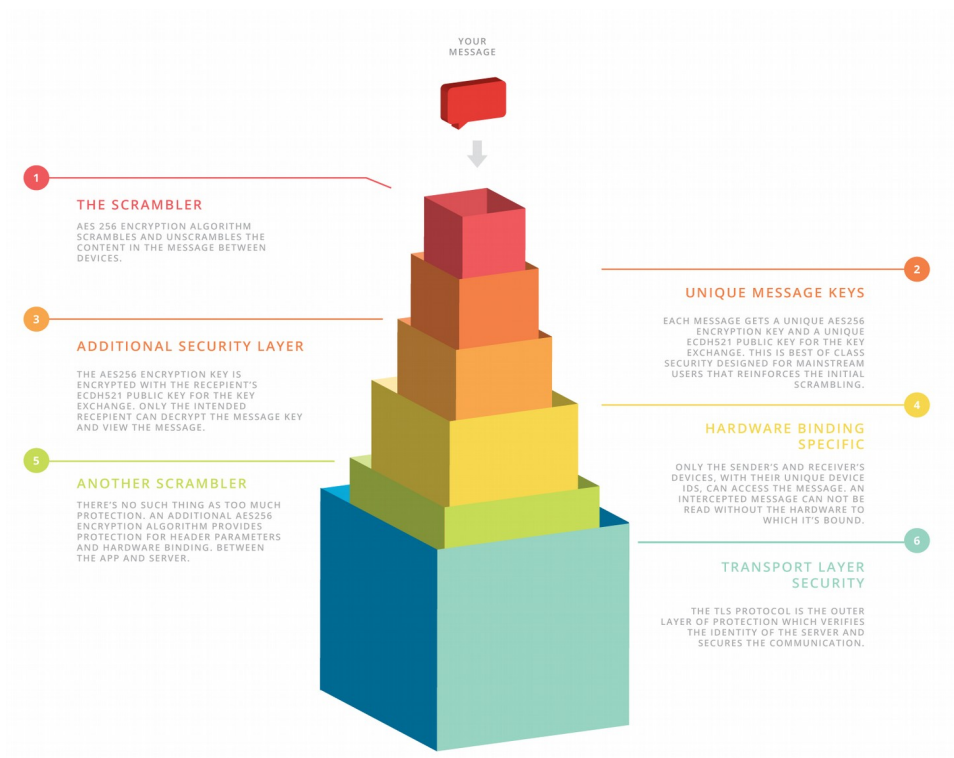 YOUR
MESSAGE
1
THE SCRAMBLER
AES 256 ENCRYPTION ALGORITHM
SCRAMBLES AND UNSCRAMBLES THE
CONTENT IN THE MESSAGE BETWEEN
DEVICES.
2
UNIQUE MESSAGE KEYS
EACH MESSAGE GETS A UNIQUE AES256
ENCRYPTION KEY AND A UNIQUE
ECDH521 PUBLIC KEY FOR THE KEY
EXCHANGE. THIS IS BEST OF CLASS
SECURITY DESIGNED FOR MAINSTREAM
USERS THAT REINFORCES THE INITIAL
SCRAMBLING.
3
ADDITIONAL SECURITY LAYER
THE AES256 ENCRYPTION KEY IS
ENCRYPTED WITH THE RECEPIENT'S
ECDH521 PUBLIC KEY FOR THE KEY
EXCHANGE. ONLY THE INTENDED
RECEPIENT CAN DECRYPT THE MESSAGE KEY
AND VIEW THE MESSAGE.
4
HARDWARE BINDING
SPECIFIC
ONLY THE SENDER'S AND RECEIVER'S
DEVICES, WITH THEIR UNIQUE DEVICE
IDS, CAN ACCESS THE MESSAGE. AN
INTERCEPTED MESSAGE CAN NOT BE
READ WITHOUT THE HARDWARE TO
WHICH IT'S BOUND.
5
ANOTHER SCRAMBLER
THERE'S NO SUCH THING AS TOO MUCH
PROTECTION. AN ADDITIONAL AES256
ENCRYPTION ALGORITHM PROVIDES
PROTECTION FOR HEADER PARAMETERS
AND HARDWARE BINDING. BETWEEN
THE APP AND SERVER.
6
TRANSPORT LAYER
SECURITY
THE TLS PROTOCOL IS THE OUTER
LAYER OF PROTECTION WHICH VERIFIES
THE IDENTITY OF THE SERVER AND
SECURES THE COMMUNICATION.